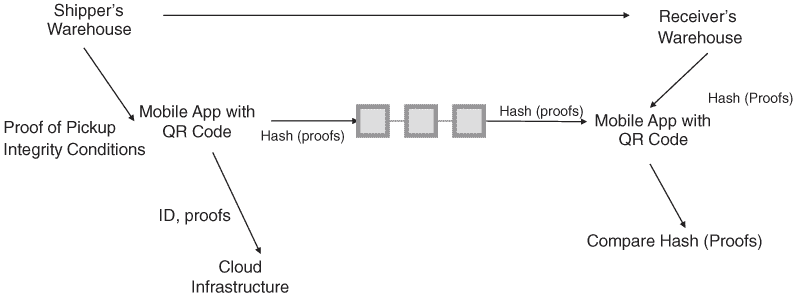 Shipper's
Warehouse
Receiver's
Warehouse
Proof of Pickup
Integrity Conditions
Mobile App with
QR Code
Hash (proofs)
Hash (proofs)
Mobile App with
QR Code
Hash (Proofs)
ID, proofs
Compare Hash (Proofs)
Cloud
Infrastructure